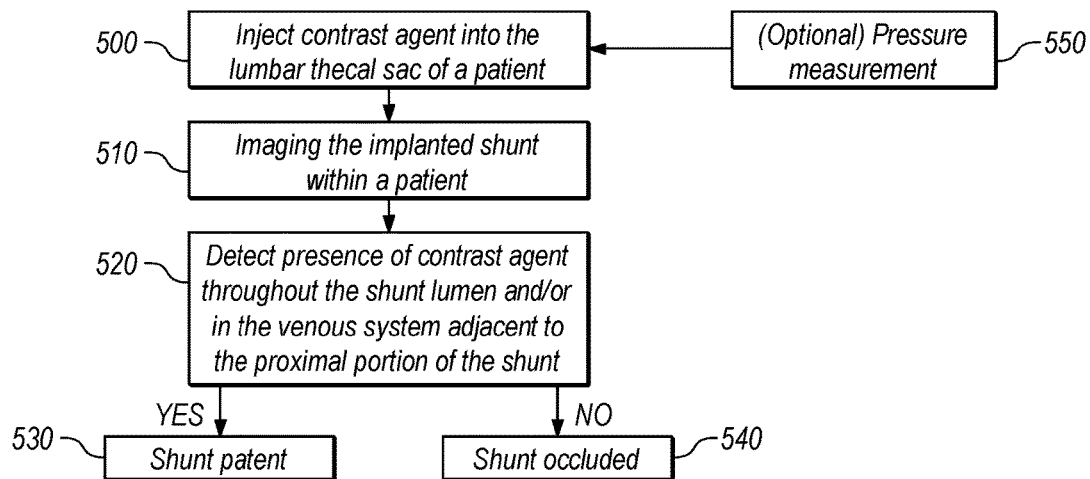 500
Inject contrast agent into the
lumbar thecal sac of a patient
(Optional) Pressure
measurement
550
510
Imaging the implanted shunt
within a patient
520
Detect presence of contrast agent
throughout the shunt lumen and/or
in the venous system adjacent to
the proximal portion of the shunt
YES
NO
530
Shunt patent
Shunt occluded
540